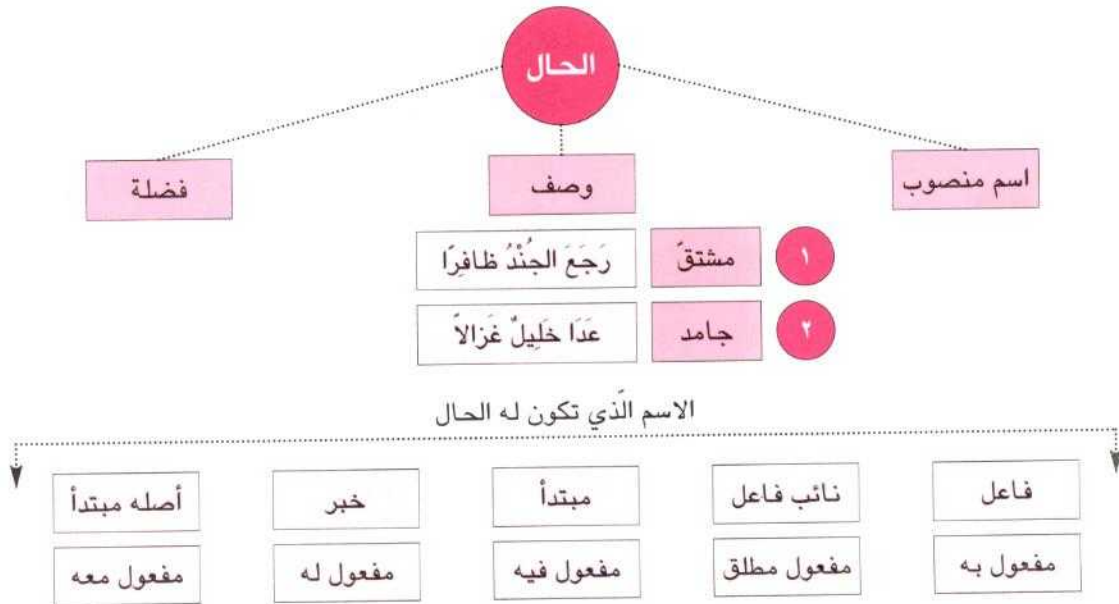 الحال
اسم منصوب
وصف
فضلة
١ مشتقّ رَجَعَ الجُنْدُ ظافِرًا
٢ جامد عَدَا خَلِيلٌ غَزالاً
الاسم الّذي تكون له الحال
فاعل نائب فاعل مبتدأ خبر أصله مبتدأ
مفعول به مفعول مطلق مفعول فيه مفعول له مفعول معه